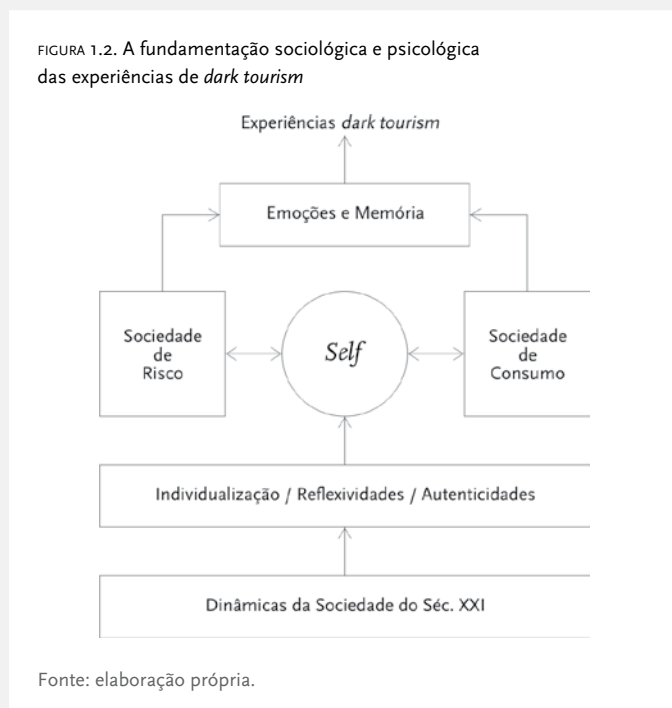 FIGURA 1.2. A fundamentação sociológica e psicológica
das experiências de dark tourism
Experiências dark tourism
Emoções e Memória
Sociedade
de
Risco
Self
Sociedade
de
Consumo
Individualização / Reflexividades / Autenticidades
Dinâmicas da Sociedade do Séc. XXI
Fonte: elaboração própria.